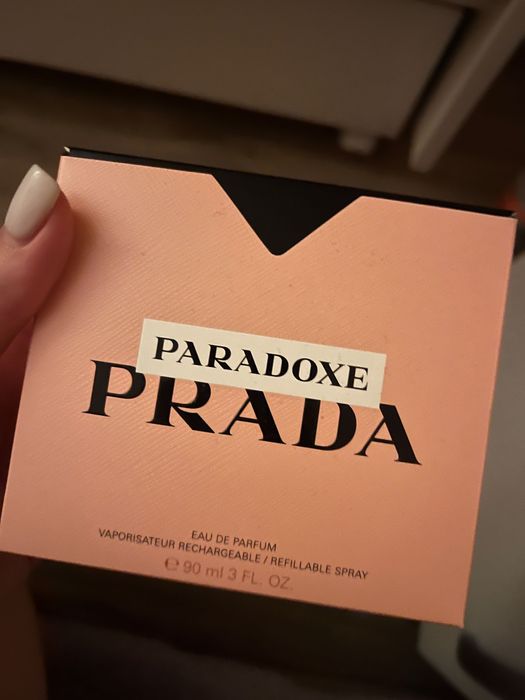 PARADOXE
PRADA
EAU DE PARFUM
VAPORISATEUR RECHARGEABLE / REFILLABLE SPRAY
℮ 90 ml 3 FL. OZ.